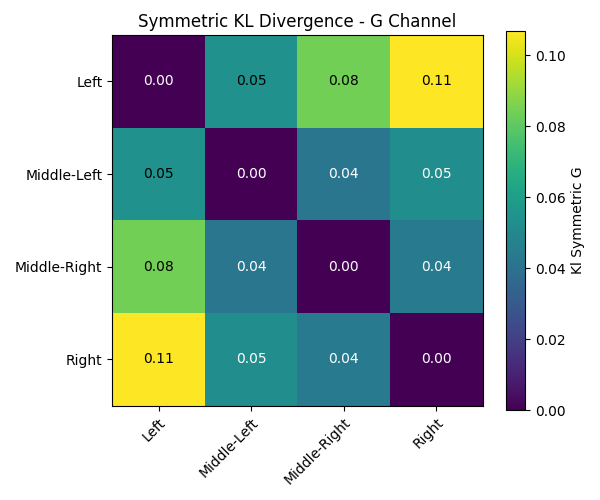 Symmetric KL Divergence - G Channel
Left
0.00
0.05
0.08
0.11
Middle-Left
0.05
0.00
0.04
0.05
Middle-Right
0.08
0.04
0.00
0.04
Right
0.11
0.05
0.04
0.00
Left
Middle-Left
Middle-Right
Right
0.10
0.08
0.06
0.04
0.02
0.00
Kl Symmetric G